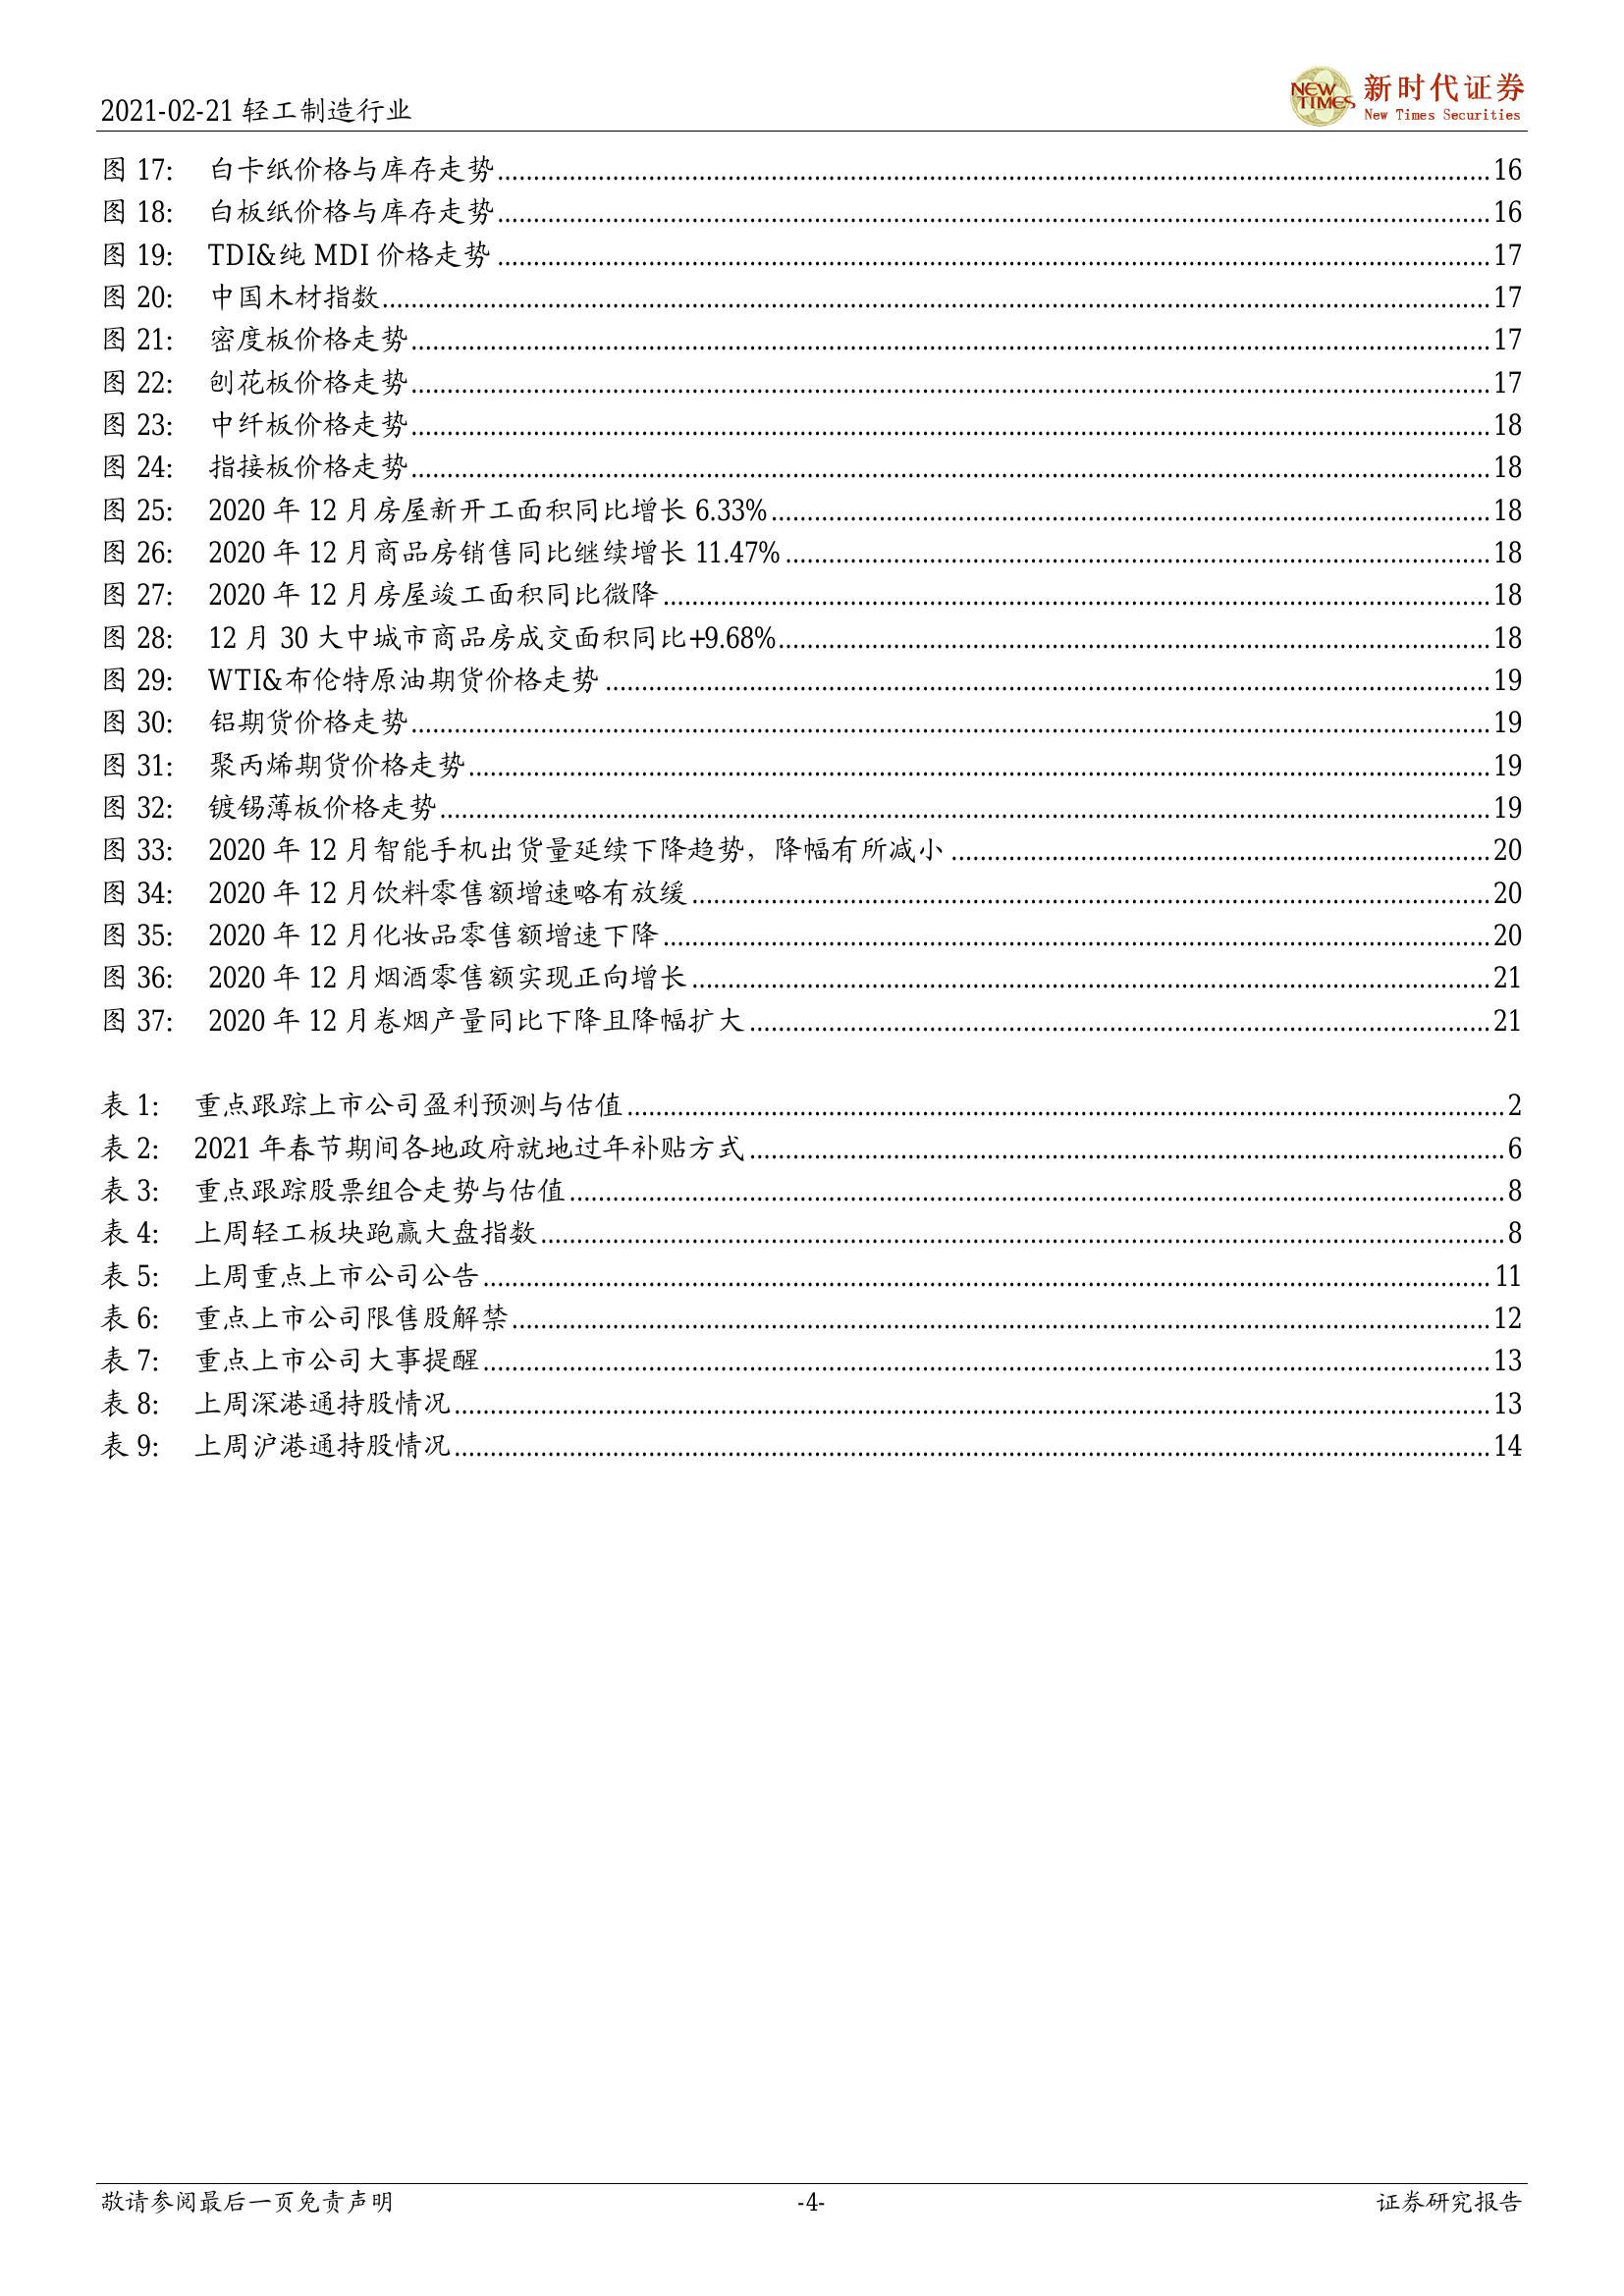 2021-02-21 轻工制造行业
NEW TIMES 新时代证券
New Times Securities
图 17: 白卡纸价格与库存走势 16
图 18: 白板纸价格与库存走势 16
图 19: TDI&纯 MDI 价格走势 17
图 20: 中国木材指数 17
图 21: 密度板价格走势 17
图 22: 刨花板价格走势 17
图 23: 中纤板价格走势 18
图 24: 指接板价格走势 18
图 25: 2020 年 12 月房屋新开工面积同比增长 6.33% 18
图 26: 2020 年 12 月商品房销售同比继续增长 11.47% 18
图 27: 2020 年 12 月房屋竣工面积同比微降 18
图 28: 12 月 30 大中城市商品房成交面积同比+9.68% 18
图 29: WTI&布伦特原油期货价格走势 19
图 30: 铝期货价格走势 19
图 31: 聚丙烯期货价格走势 19
图 32: 镀锡薄板价格走势 19
图 33: 2020 年 12 月智能手机出货量延续下降趋势，降幅有所减小 20
图 34: 2020 年 12 月饮料零售额增速略有放缓 20
图 35: 2020 年 12 月化妆品零售额增速下降 20
图 36: 2020 年 12 月烟酒零售额实现正向增长 21
图 37: 2020 年 12 月卷烟产量同比下降且降幅扩大 21
表 1: 重点跟踪上市公司盈利预测与估值 2
表 2: 2021 年春节期间各地政府就地过年补贴方式 6
表 3: 重点跟踪股票组合走势与估值 8
表 4: 上周轻工板块跑赢大盘指数 8
表 5: 上周重点上市公司公告 11
表 6: 重点上市公司限售股解禁 12
表 7: 重点上市公司大事提醒 13
表 8: 上周深港通持股情况 13
表 9: 上周沪港通持股情况 14
敬请参阅最后一页免责声明 -4- 证券研究报告